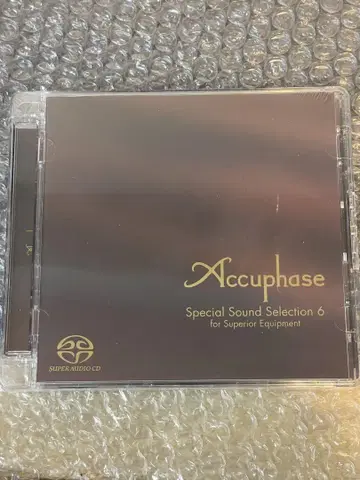 Accuphase
Special Sound Selection 6
for Superior Equipment
SUPER AUDIO CD